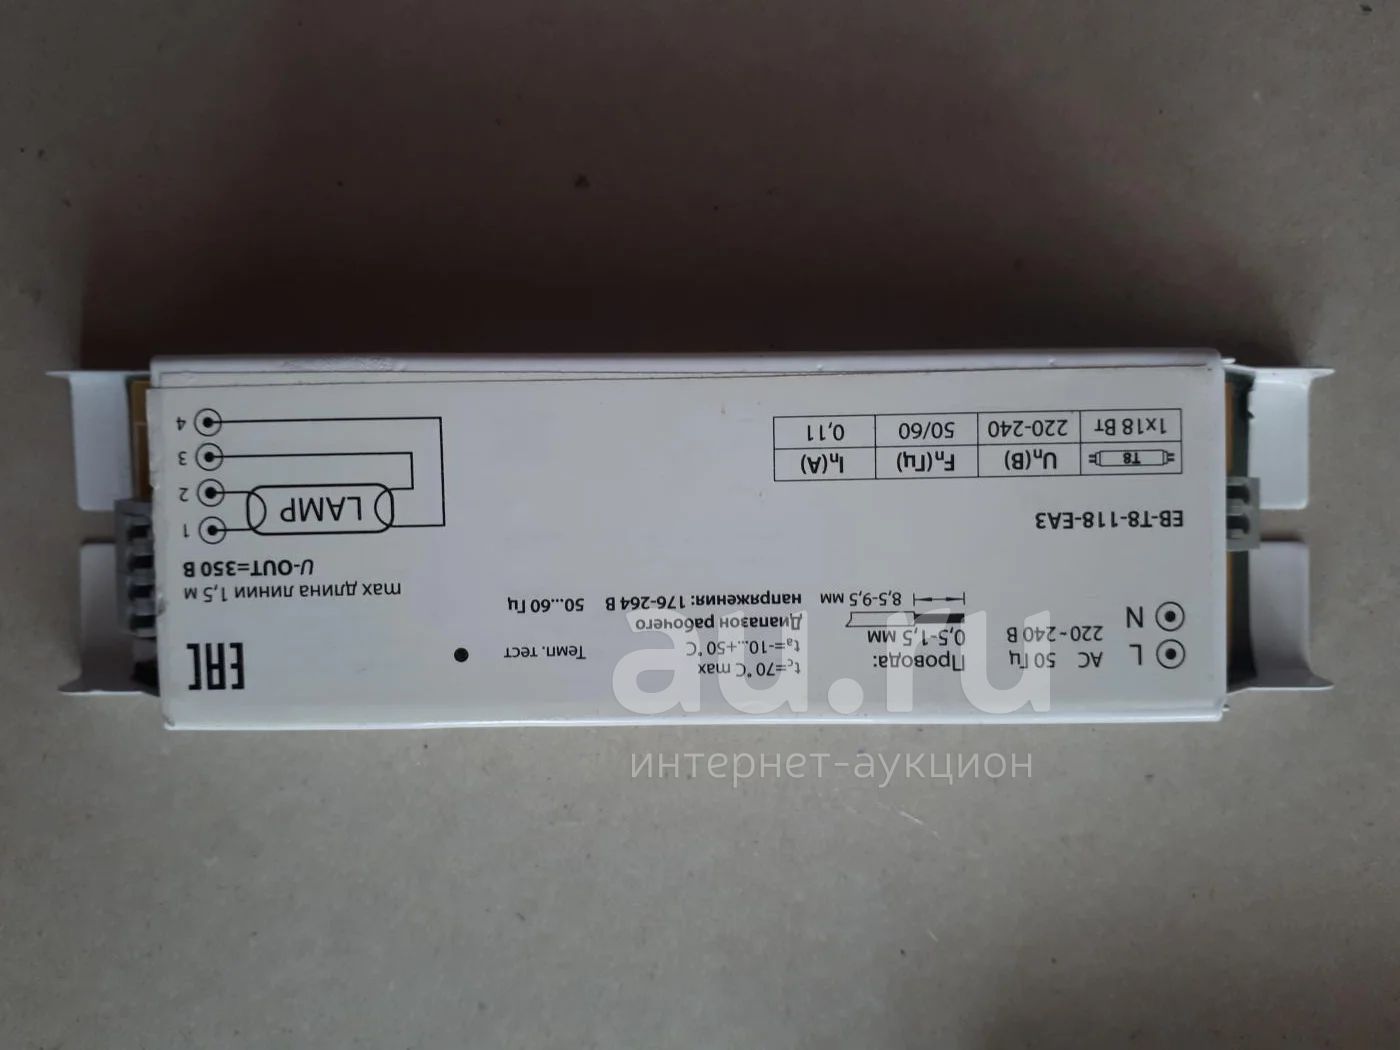 L
AC 50 Гц
N
220~240 В
Провода:
0,5-1,5 мм
8,5-9,5 мм
tc=70°C max
ta=-10...+50°C
Диапазон рабочего
напряжения: 176-264 В
Темп. тест
50...60 Гц
EAC
EB-T8-118-EA3
T8 Uп(В) Fп(Гц) Iп(A)
1x18 Вт 220-240 50/60 0,11
max длина линии 1,5 м
U-OUT=350 В
LAMP
1
2
3
4
au.ru
интернет-аукцион